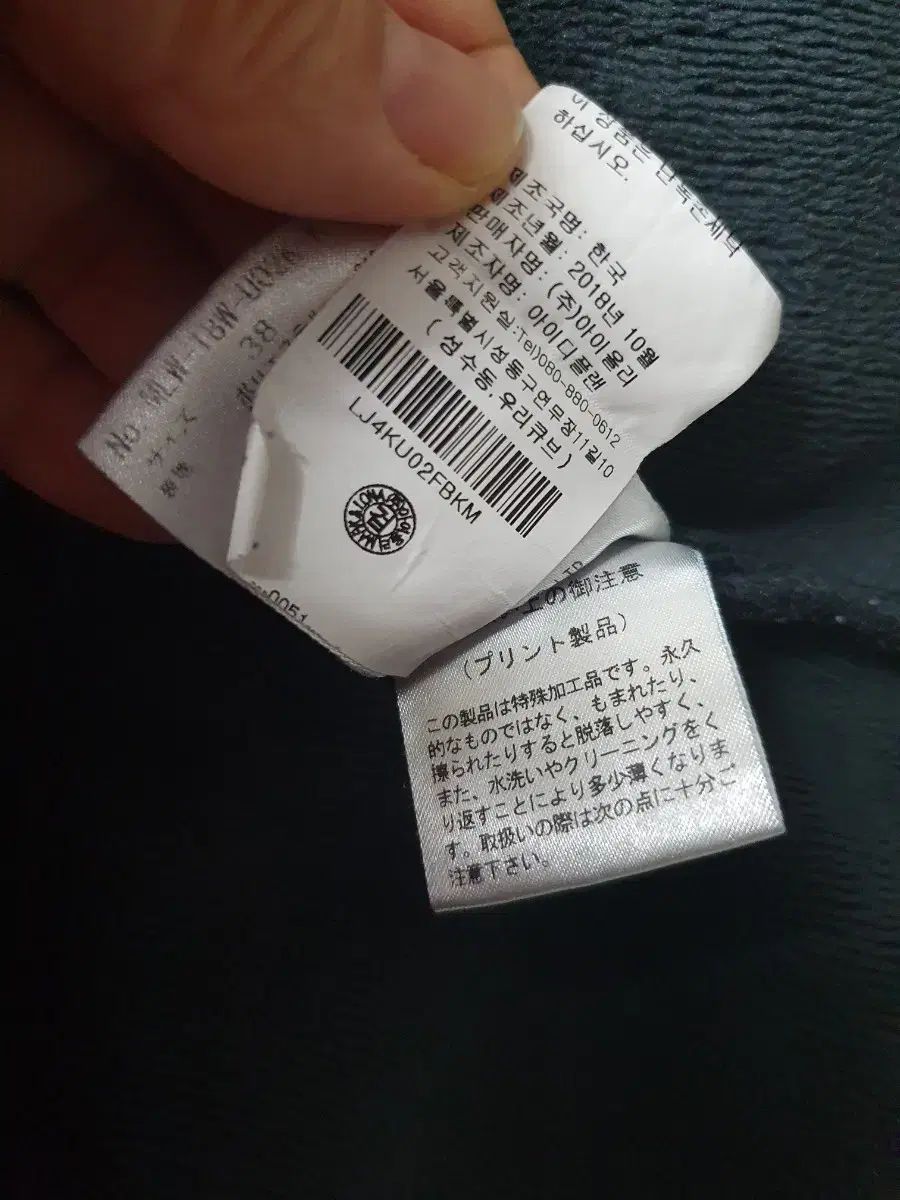 이 상품은 단독손세탁
하십시오.
제조국명: 한국
제조년월: 2018년 10월
판매자명: (주)아이올리
제조자명: 아이디플랜
고객지원실:Tel)080-880-0612
서울특별시성동구연무장11길10
(성수동, 우리큐브)
LJ4KU02FBKM
No
38
サイズ
-0051
上の御注意
(プリント製品)
この製品は特殊加工品です。永久
的なものではなく、もまれたり、
擦られたりすると脱落しやすく、
また、水洗いやクリーニングをく
り返すことにより多少薄くなりま
す。取扱いの際は次の点に十分ご
注意下さい。